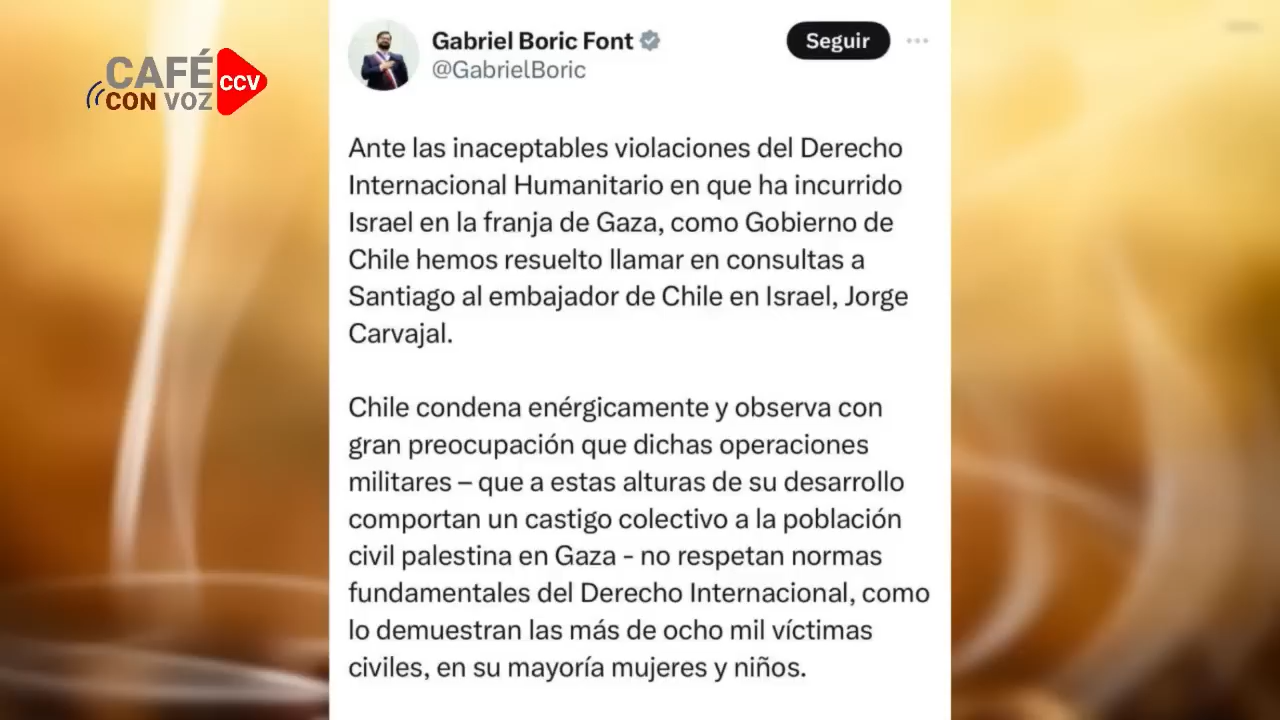 CAFÉ
CON VOZ
CCV
Gabriel Boric Font
@GabrielBoric
Seguir
Ante las inaceptables violaciones del Derecho
Internacional Humanitario en que ha incurrido
Israel en la franja de Gaza, como Gobierno de
Chile hemos resuelto llamar en consultas a
Santiago al embajador de Chile en Israel, Jorge
Carvajal.
Chile condena enérgicamente y observa con
gran preocupación que dichas operaciones
militares – que a estas alturas de su desarrollo
comportan un castigo colectivo a la población
civil palestina en Gaza - no respetan normas
fundamentales del Derecho Internacional, como
lo demuestran las más de ocho mil víctimas
civiles, en su mayoría mujeres y niños.